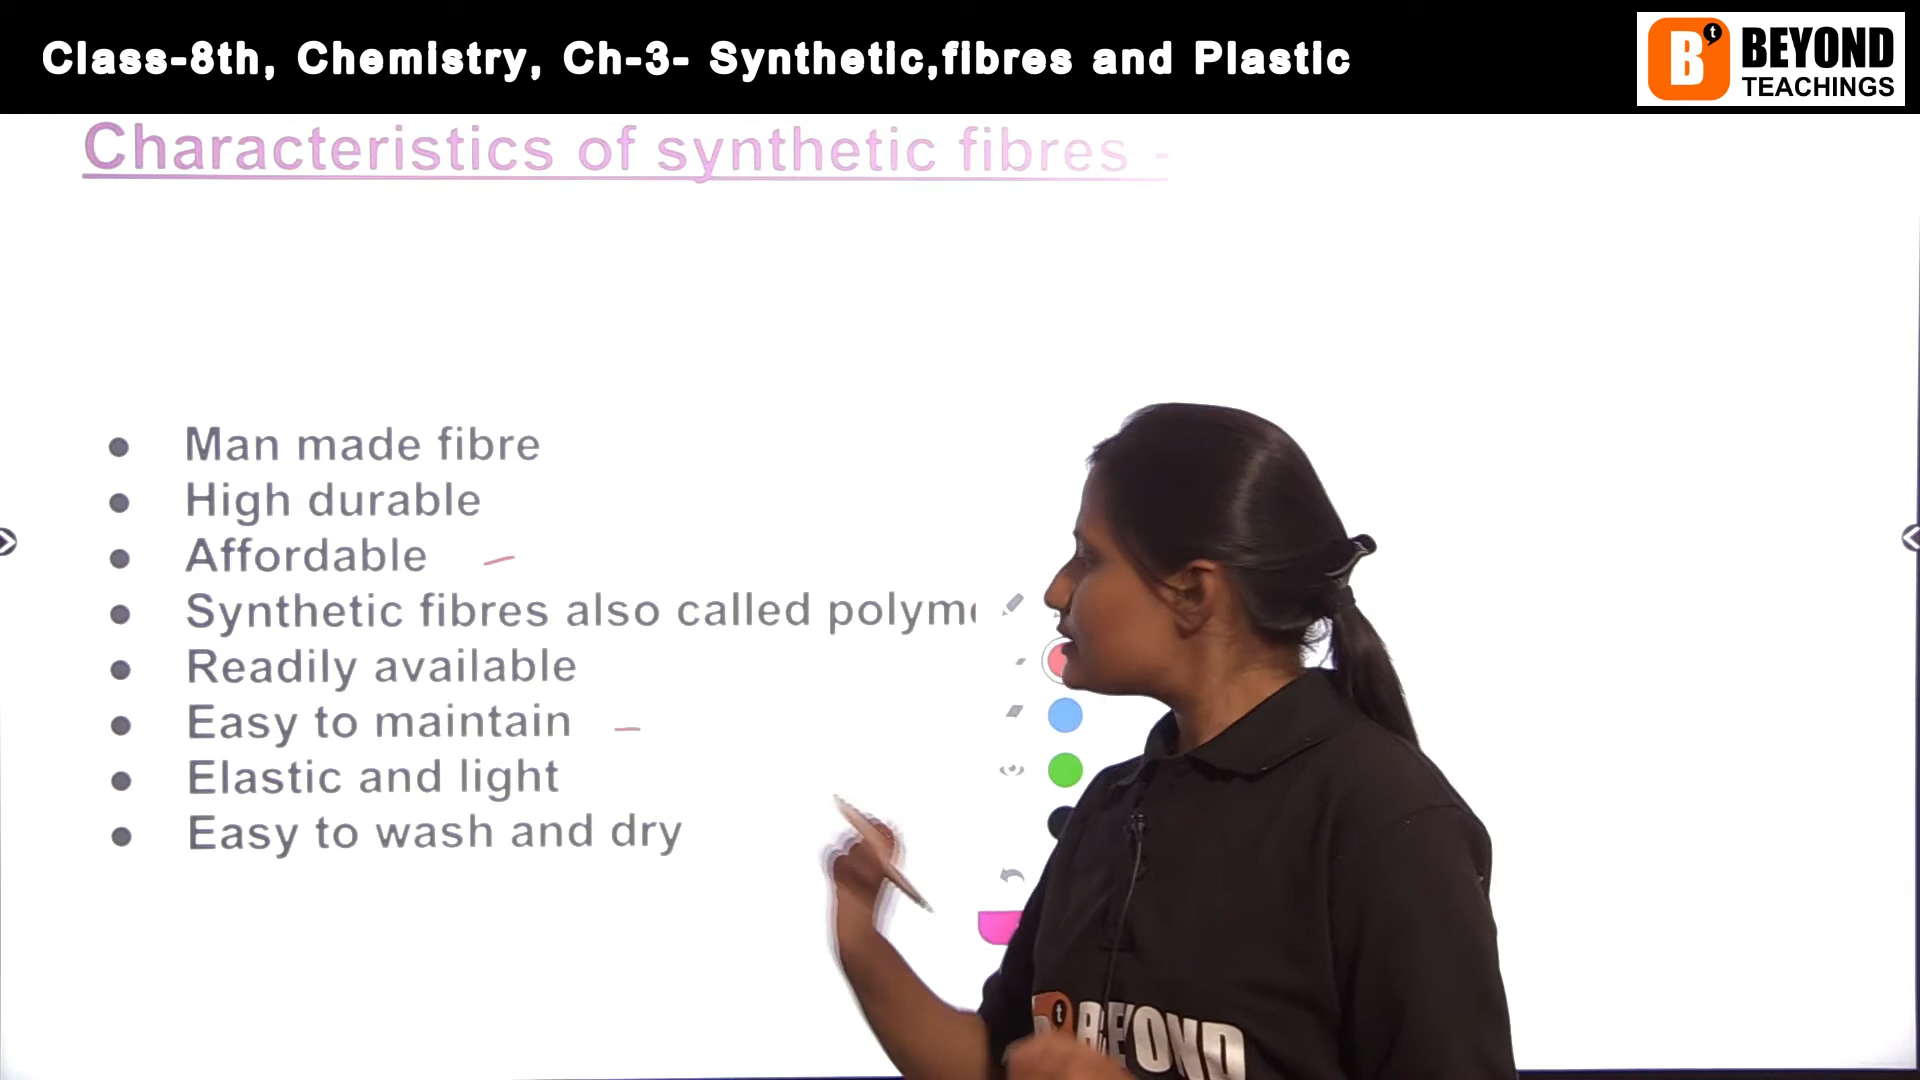 Class-8th, Chemistry, Ch-3- Synthetic,fibres and Plastic
Bt BEYOND
TEACHINGS
Characteristics of synthetic fibres -
● Man made fibre
● High durable
● Affordable
● Synthetic fibres also called
● Readily available
● Easy to maintain
● Elastic and light
● Easy to wash and dry
BEYOND